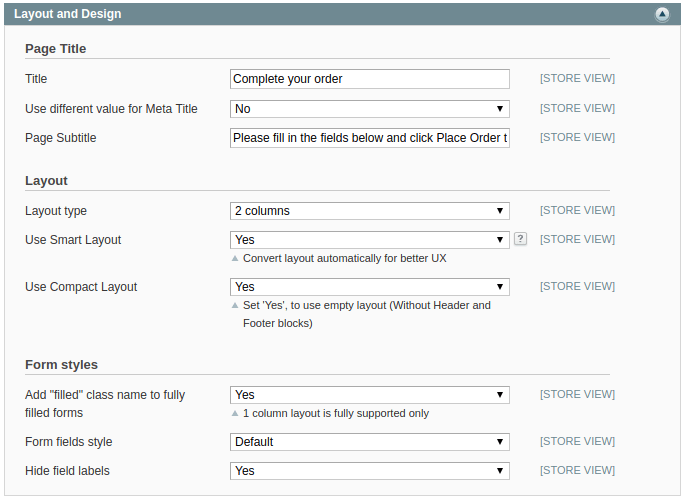 Layout and Design
Page Title
Title Complete your order [STORE VIEW]
Use different value for Meta Title No [STORE VIEW]
Page Subtitle Please fill in the fields below and click Place Order t [STORE VIEW]
Layout
Layout type 2 columns [STORE VIEW]
Use Smart Layout Yes ? [STORE VIEW]
Convert layout automatically for better UX
Use Compact Layout Yes [STORE VIEW]
Set 'Yes', to use empty layout (Without Header and
Footer blocks)
Form styles
Add "filled" class name to fully Yes [STORE VIEW]
filled forms 1 column layout is fully supported only
Form fields style Default [STORE VIEW]
Hide field labels Yes [STORE VIEW]